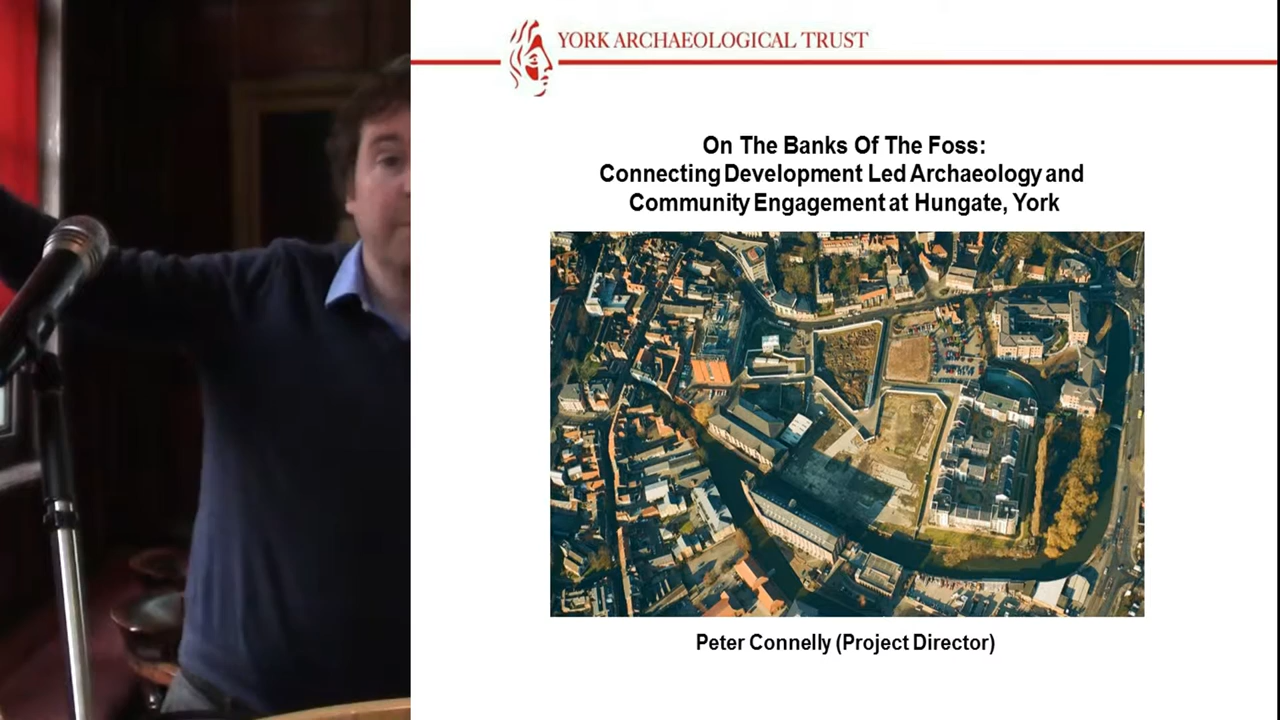 YORK ARCHAEOLOGICAL TRUST
On The Banks Of The Foss:
Connecting Development Led Archaeology and
Community Engagement at Hungate, York
Peter Connelly (Project Director)